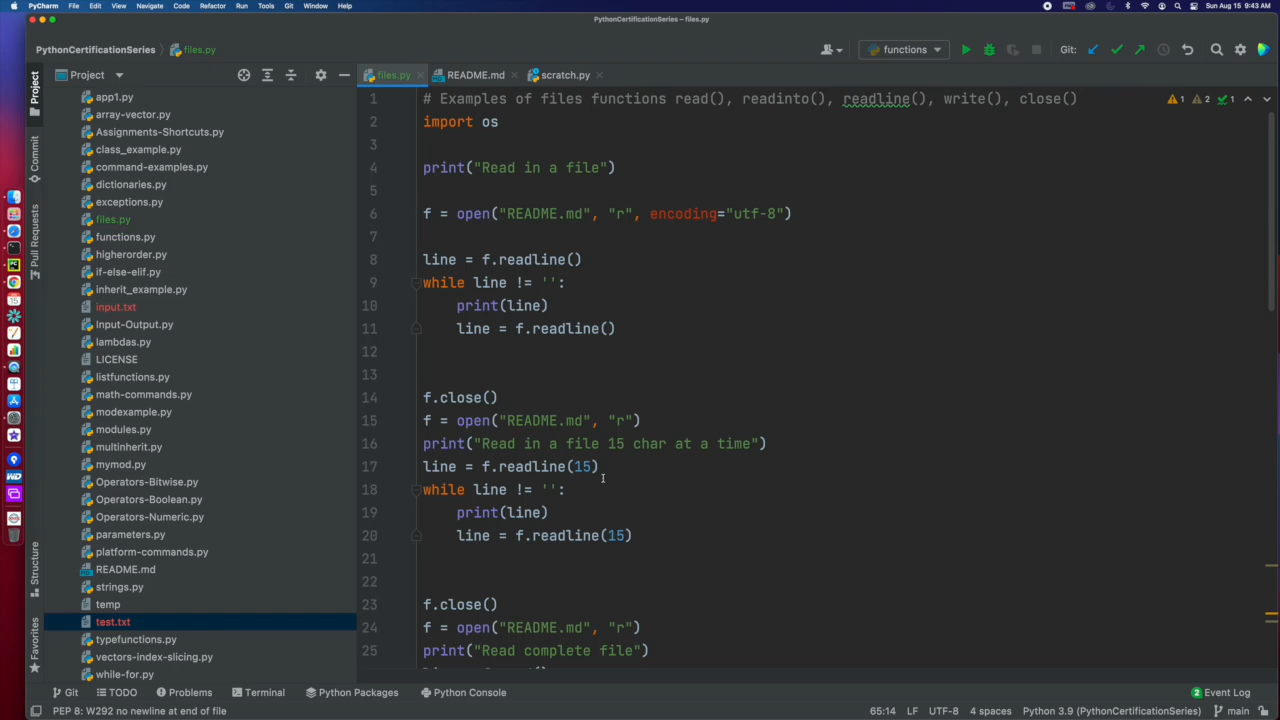 PyCharm File Edit View Navigate Code Refactor Run Tools Git Window Help Sun Aug 15 9:43 AM
PythonCertificationSeries – files.py
PythonCertificationSeries files.py functions Git:
Project
files.py README.md scratch.py
Project
Commit
Pull Requests
Structure
Favorites
app1.py
array-vector.py
Assignments-Shortcuts.py
class_example.py
command-examples.py
dictionaries.py
exceptions.py
files.py
functions.py
higherorder.py
if-else-elif.py
inherit_example.py
input.txt
Input-Output.py
lambdas.py
LICENSE
listfunctions.py
math-commands.py
modexample.py
modules.py
multinherit.py
mymod.py
Operators-Bitwise.py
Operators-Boolean.py
Operators-Numeric.py
parameters.py
platform-commands.py
README.md
strings.py
temp
test.txt
typefunctions.py
vectors-index-slicing.py
while-for.py
1 # Examples of files functions read(), readinto(), readline(), write(), close()
2 import os
3
4 print("Read in a file")
5
6 f = open("README.md", "r", encoding="utf-8")
7
8 line = f.readline()
9 while line != '':
10 print(line)
11 line = f.readline()
12
13
14 f.close()
15 f = open("README.md", "r")
16 print("Read in a file 15 char at a time")
17 line = f.readline(15)
18 while line != '':
19 print(line)
20 line = f.readline(15)
21
22
23 f.close()
24 f = open("README.md", "r")
25 print("Read complete file")
1 2 1
Git TODO Problems Terminal Python Packages Python Console 2 Event Log
PEP 8: W292 no newline at end of file 65:14 LF UTF-8 4 spaces Python 3.9 (PythonCertificationSeries) main